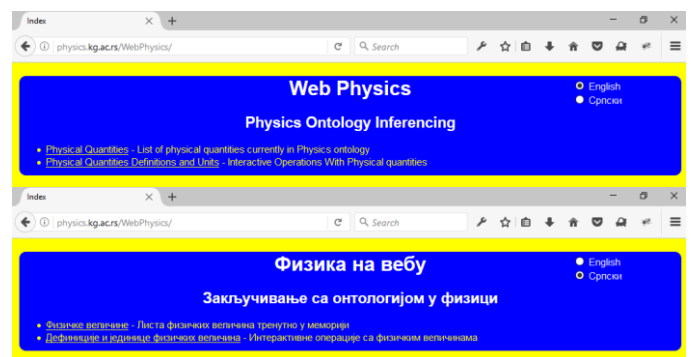 Index
physics.kg.ac.rs/WebPhysics/
Search
Web Physics
English
Српски
Physics Ontology Inferencing
Physical Quantities - List of physical quantities currently in Physics ontology
Physical Quantities Definitions and Units - Interactive Operations With Physical quantities
Index
physics.kg.ac.rs/WebPhysics/
Search
Физика на вебу
English
Српски
Закључивање са онтологијом у физици
Физичке величине - Листа физичких величина тренутно у меморији
Дефиниције и јединице физичких величина - Интерактивне операције са физичким величинама